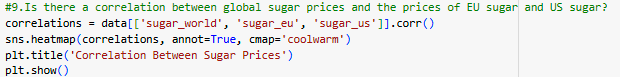 #9.Is there a correlation between global sugar prices and the prices of EU sugar and US sugar?
correlations = data[['sugar_world', 'sugar_eu', 'sugar_us']].corr()
sns.heatmap(correlations, annot=True, cmap='coolwarm')
plt.title('Correlation Between Sugar Prices')
plt.show()